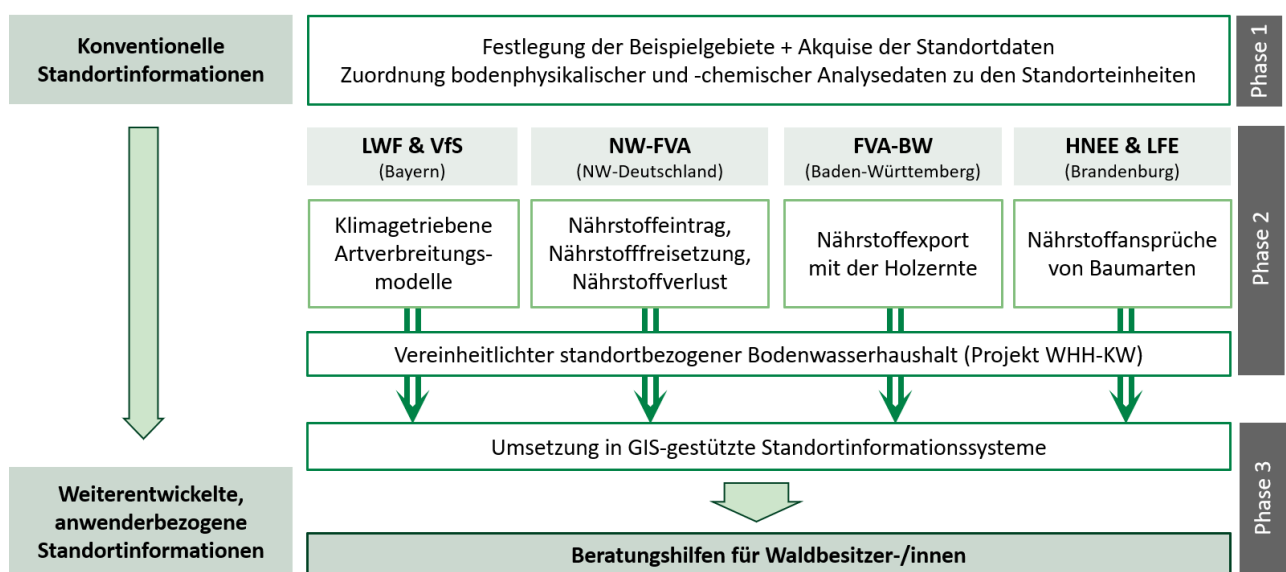 Konventionelle
Standortinformationen
Festlegung der Beispielgebiete + Akquise der Standortdaten
Zuordnung bodenphysikalischer und -chemischer Analysedaten zu den Standorteinheiten
Phase 1
LWF & VfS
(Bayern)
NW-FVA
(NW-Deutschland)
FVA-BW
(Baden-Württemberg)
HNEE & LFE
(Brandenburg)
Klimagetriebene
Artverbreitungs-
modelle
Nährstoffeintrag,
Nährstofffreisetzung,
Nährstoffverlust
Nährstoffexport
mit der Holzernte
Nährstoffansprüche
von Baumarten
Phase 2
Vereinheitlichter standortbezogener Bodenwasserhaushalt (Projekt WHH-KW)
Umsetzung in GIS-gestützte Standortinformationssysteme
Phase 3
Weiterentwickelte,
anwenderbezogene
Standortinformationen
Beratungshilfen für Waldbesitzer-/innen